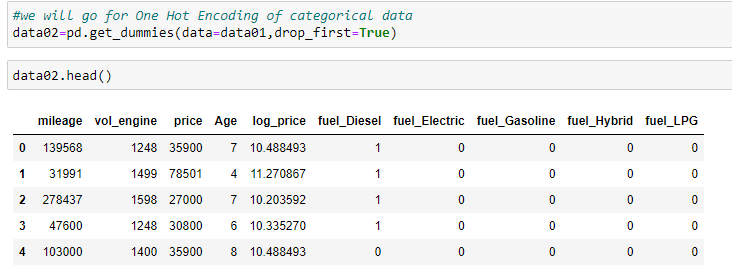 #we will go for One Hot Encoding of categorical data
data02=pd.get_dummies(data=data01,drop_first=True)
data02.head()
mileage vol_engine price Age log_price fuel_Diesel fuel_Electric fuel_Gasoline fuel_Hybrid fuel_LPG
0 139568 1248 35900 7 10.488493 1 0 0 0 0
1 31991 1499 78501 4 11.270867 1 0 0 0 0
2 278437 1598 27000 7 10.203592 1 0 0 0 0
3 47600 1248 30800 6 10.335270 1 0 0 0 0
4 103000 1400 35900 8 10.488493 0 0 0 0 0